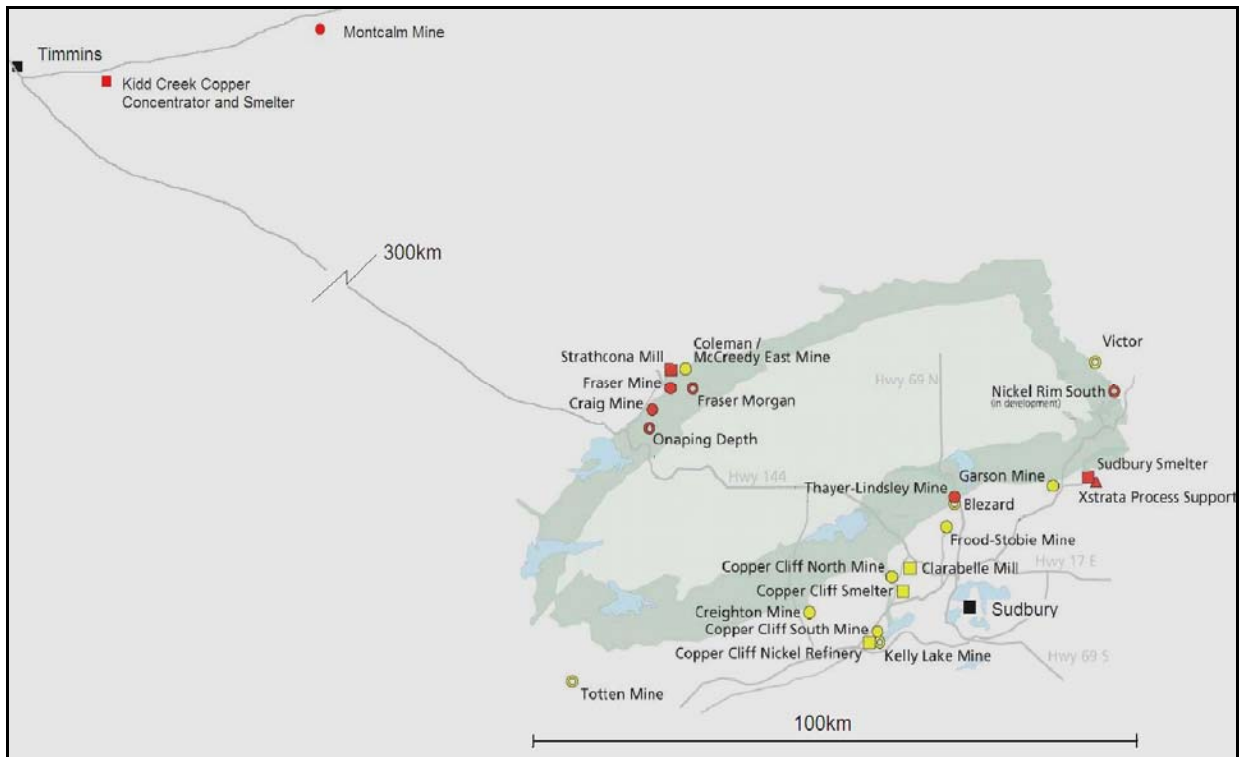 Montcalm Mine
Timmins
Kidd Creek Copper
Concentrator and Smelter
300km
Coleman /
McCreedy East Mine
Strathcona Mill
Victor
Hwy 69 N
Fraser Mine
Nickel Rim South
(in development)
Fraser Morgan
Craig Mine
Onaping Depth
Sudbury Smelter
Hwy 144
Garson Mine
Thayer-Lindsley Mine
Xstrata Process Support
Blezard
Frood-Stobie Mine
Hwy 17 E
Copper Cliff North Mine
Clarabelle Mill
Copper Cliff Smelter
Sudbury
Creighton Mine
Copper Cliff South Mine
Copper Cliff Nickel Refinery
Kelly Lake Mine
Hwy 69 S
Totten Mine
100km